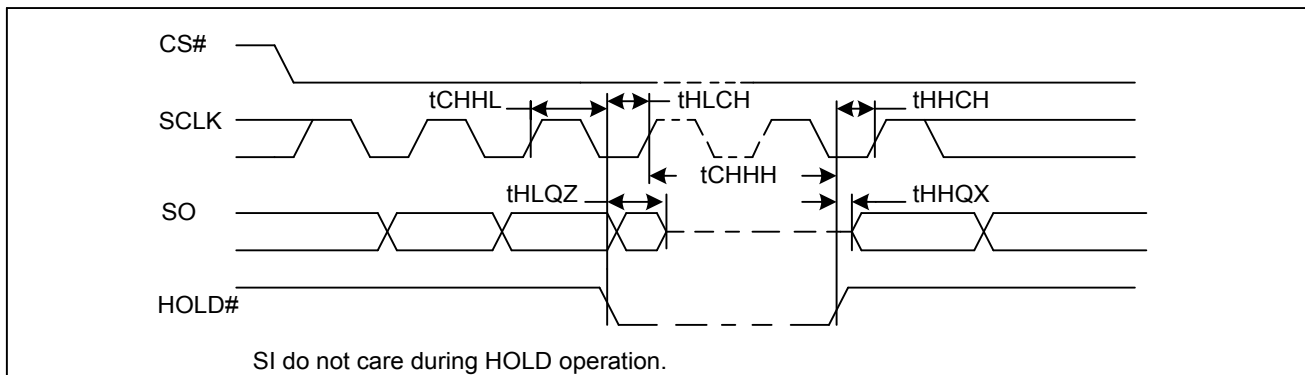 CS#
tCHHL
tHLCH
tHHCH
SCLK
tCHHH
tHLQZ
tHHQX
SO
HOLD#
SI do not care during HOLD operation.